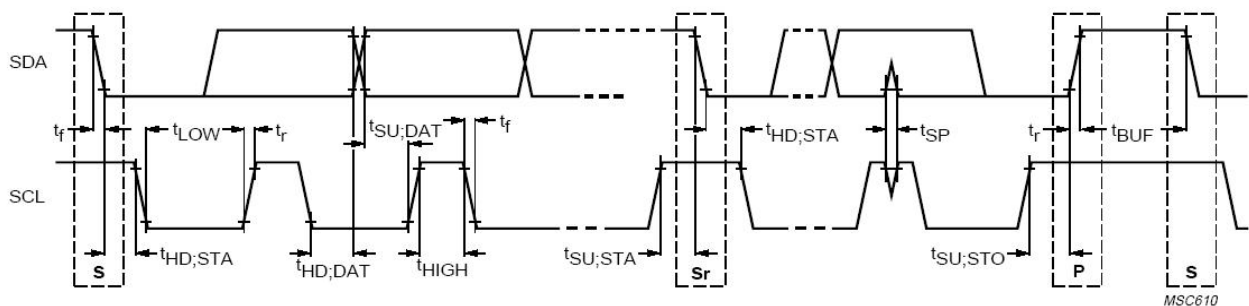 SDA
t_f t_LOW t_r t_SU;DAT t_f t_HD;STA t_SP t_r t_BUF
SCL
t_HD;STA t_HD;DAT t_HIGH t_SU;STA t_SU;STO
S Sr P S
MSC610